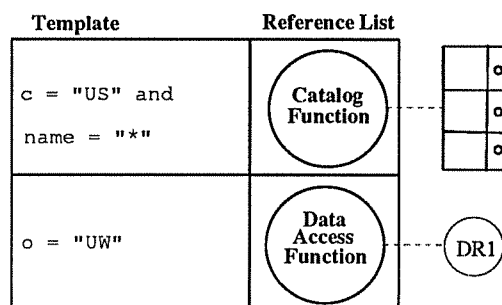 Template
Reference List
c = "US" and
name = "*"
Catalog
Function
o
o
o
o = "UW"
Data
Access
Function
DR1